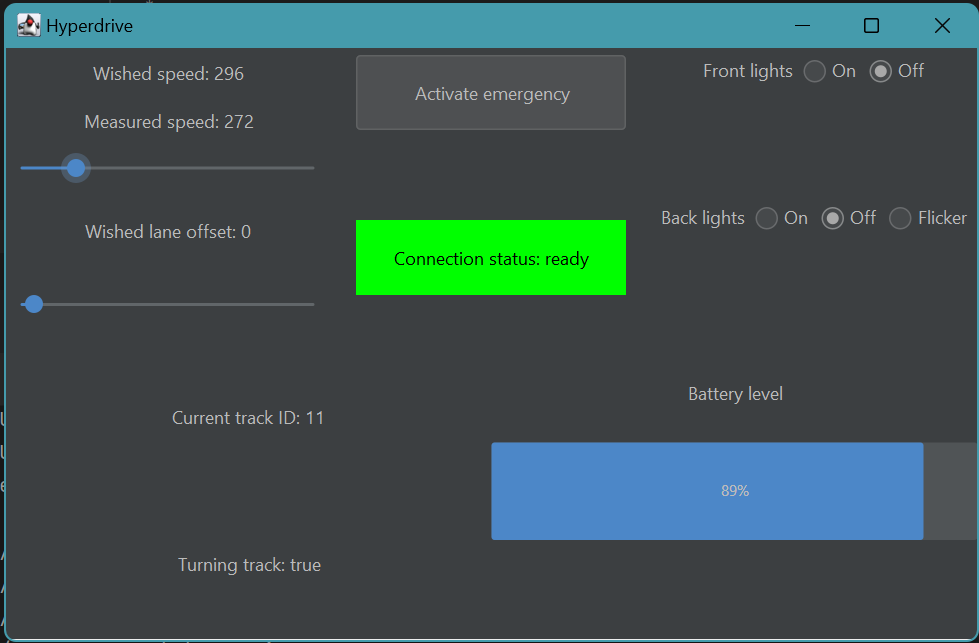 Hyperdrive
Wished speed: 296
Measured speed: 272
Wished lane offset: 0
Current track ID: 11
Turning track: true
Activate emergency
Connection status: ready
Front lights On Off
Back lights On Off Flicker
Battery level
89%